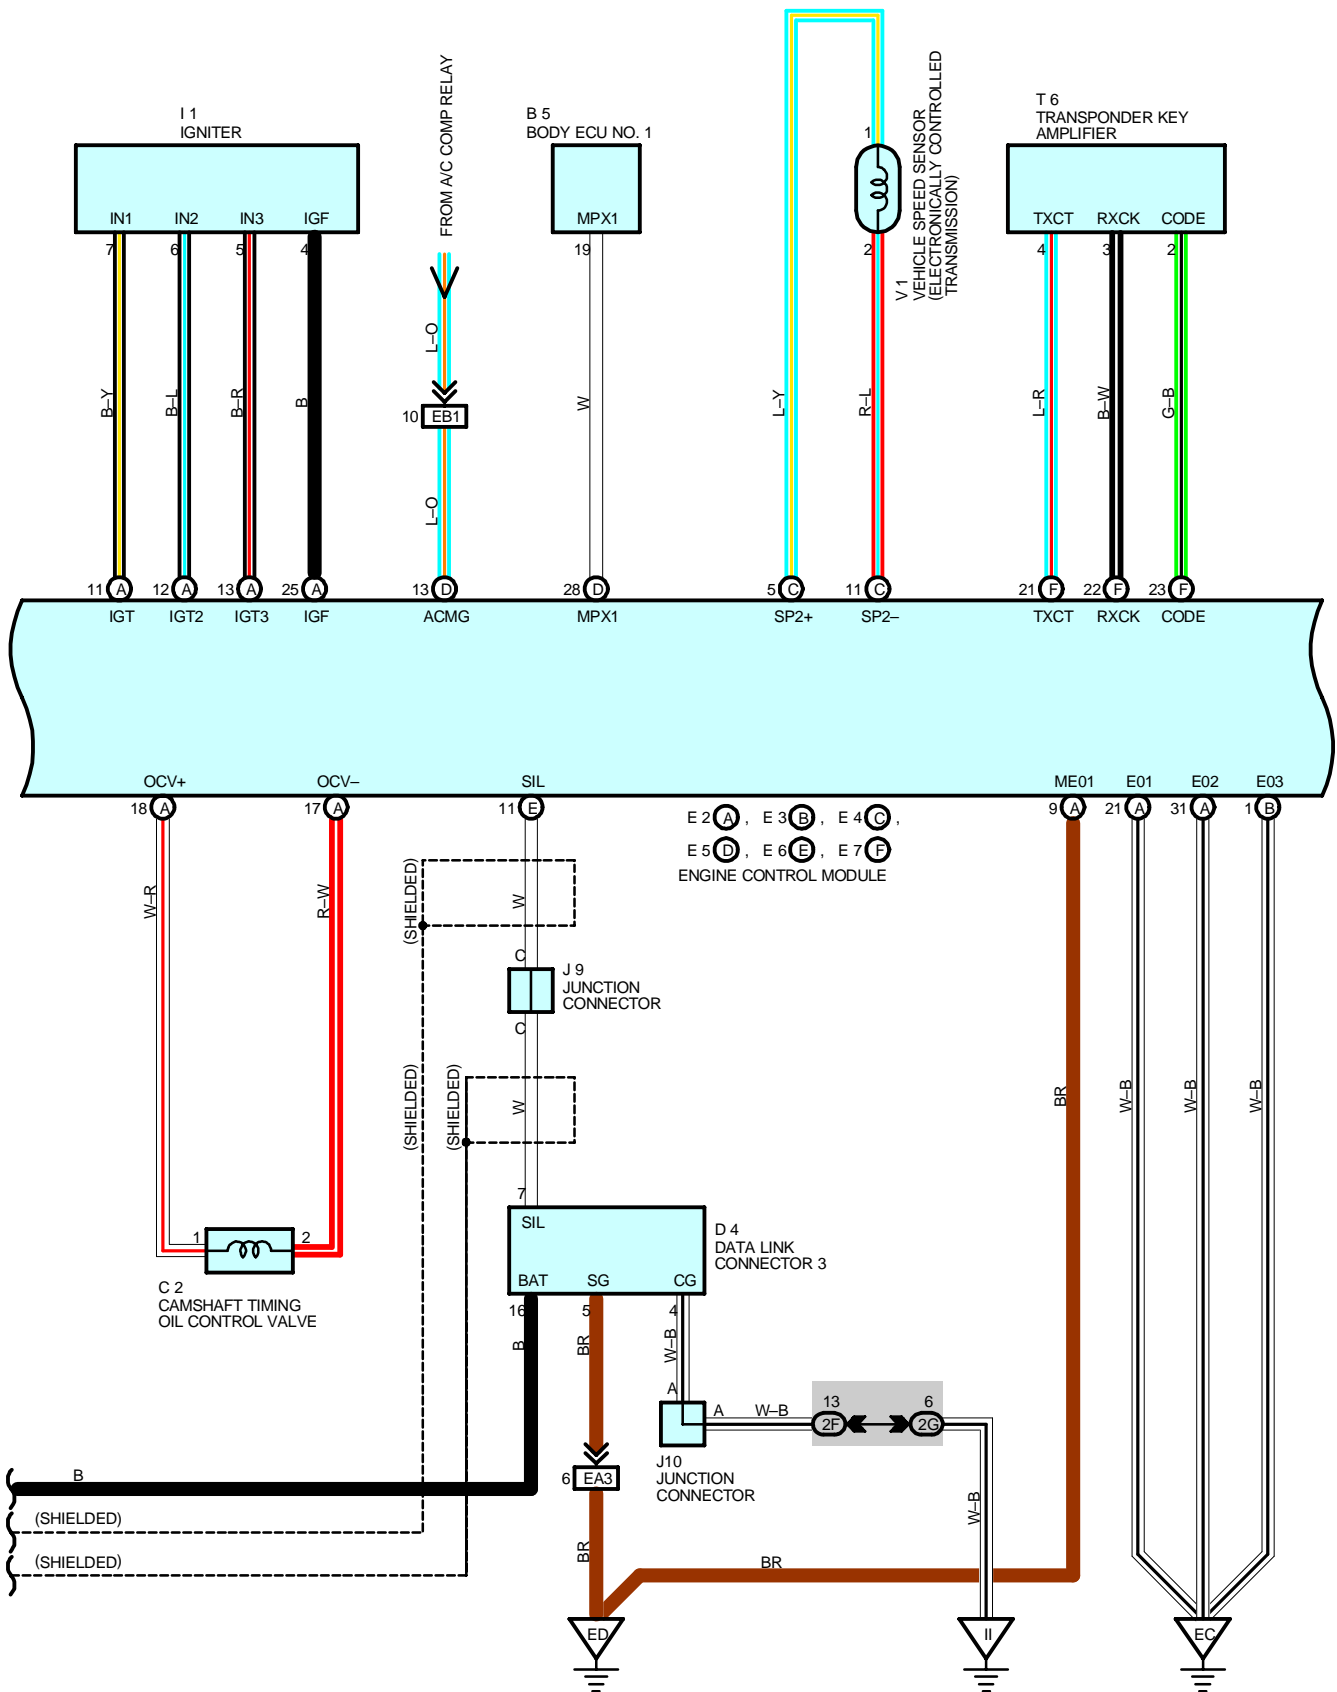 I 1
IGNITER
IN1 IN2 IN3 IGF
7 6 5 4
B–Y
B–L
B–R
B
FROM A/C COMP RELAY
L–O
10 EB1
L–O
B 5
BODY ECU NO. 1
MPX1
19
W
1
2
V 1
VEHICLE SPEED SENSOR
(ELECTRONICALLY CONTROLLED
TRANSMISSION)
L–Y
R–L
T 6
TRANSPONDER KEY
AMPLIFIER
TXCT RXCK CODE
4 3 2
L–R
B–W
G–B
11 A 12 A 13 A 25 A 13 D 28 D 5 C 11 C 21 F 22 F 23 F
IGT IGT2 IGT3 IGF ACMG MPX1 SP2+ SP2– TXCT RXCK CODE
OCV+ OCV– SIL ME01 E01 E02 E03
18 A 17 A 11 E 9 A 21 A 31 A 1 B
E 2 A , E 3 B , E 4 C ,
E 5 D , E 6 E , E 7 F
ENGINE CONTROL MODULE
W–R
R–W
(SHIELDED)
W
C
J 9
JUNCTION
CONNECTOR
C
(SHIELDED)
(SHIELDED)
W
BR
W–B
W–B
W–B
7
SIL
BAT SG CG
D 4
DATA LINK
CONNECTOR 3
1 2
C 2
CAMSHAFT TIMING
OIL CONTROL VALVE
16 5 4
B
BR
W–B
A
A W–B
13
2F
6
2G
J10
JUNCTION
CONNECTOR
6 EA3
W–B
B
(SHIELDED)
(SHIELDED)
BR
BR
ED
II
EC